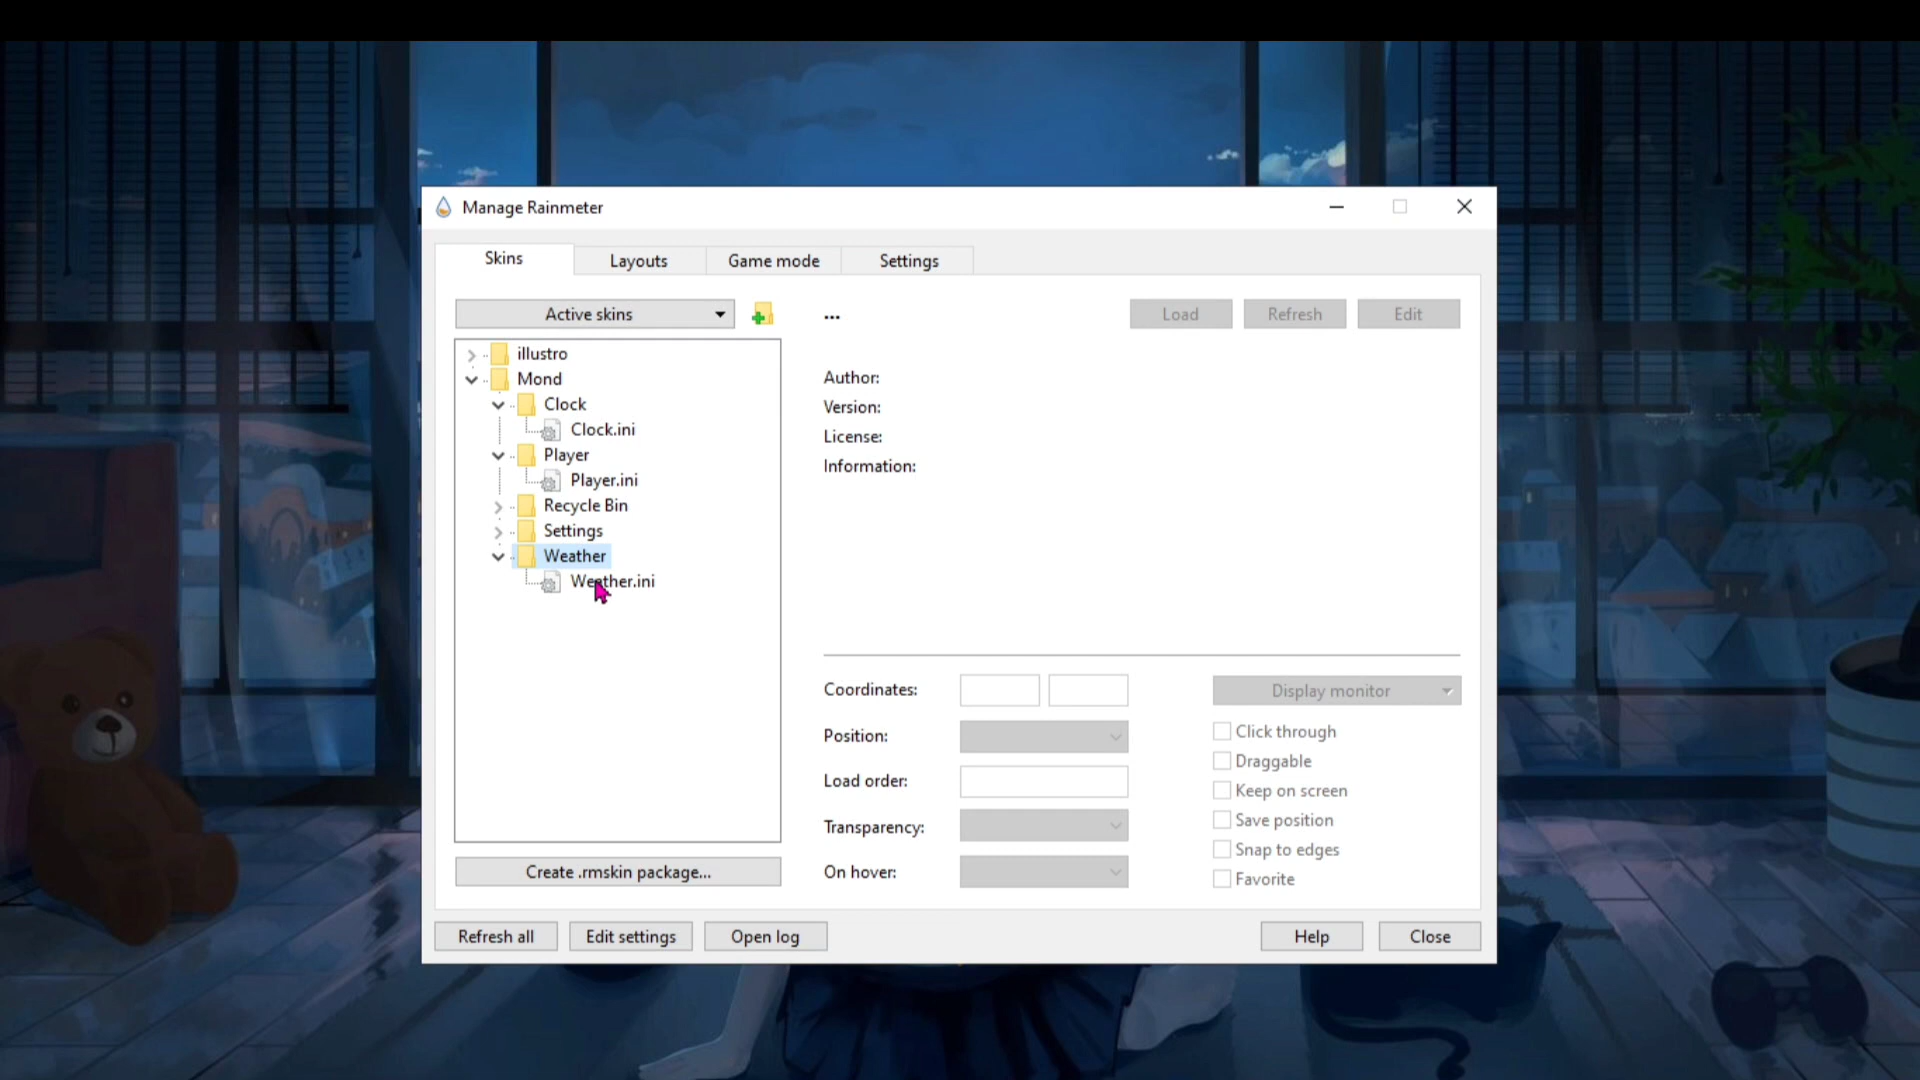 Manage Rainmeter
Skins
Layouts
Game mode
Settings
Active skins
...
Load
Refresh
Edit
illustro
Mond
Clock
Clock.ini
Player
Player.ini
Recycle Bin
Settings
Weather
Weather.ini
Author:
Version:
License:
Information:
Coordinates:
Display monitor
Position:
Load order:
Transparency:
On hover:
Click through
Draggable
Keep on screen
Save position
Snap to edges
Favorite
Create .rmskin package...
Refresh all
Edit settings
Open log
Help
Close